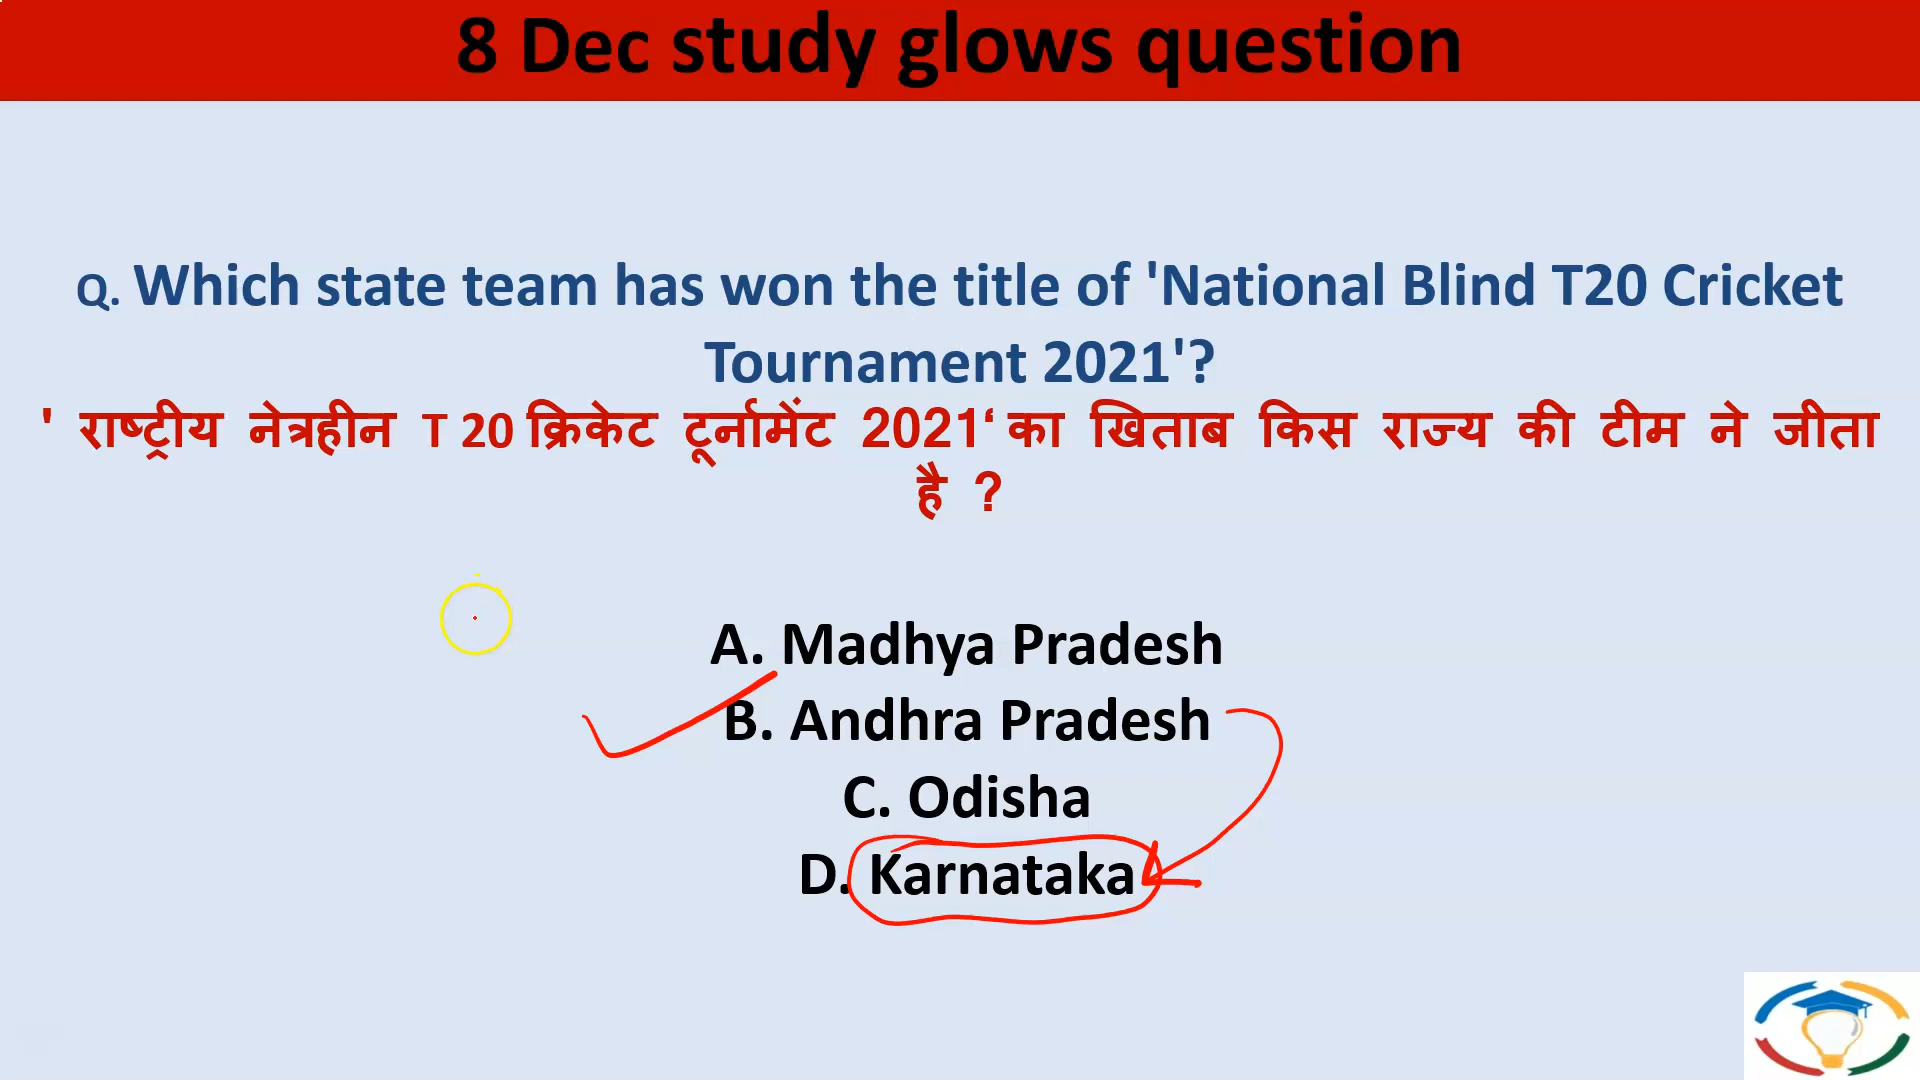 8 Dec study glows question
Q. Which state team has won the title of 'National Blind T20 Cricket
Tournament 2021'?
' राष्ट्रीय नेत्रहीन T 20 क्रिकेट टूर्नामेंट 2021‘ का खिताब किस राज्य की टीम ने जीता
है ?
A. Madhya Pradesh
B. Andhra Pradesh
C. Odisha
D. Karnataka